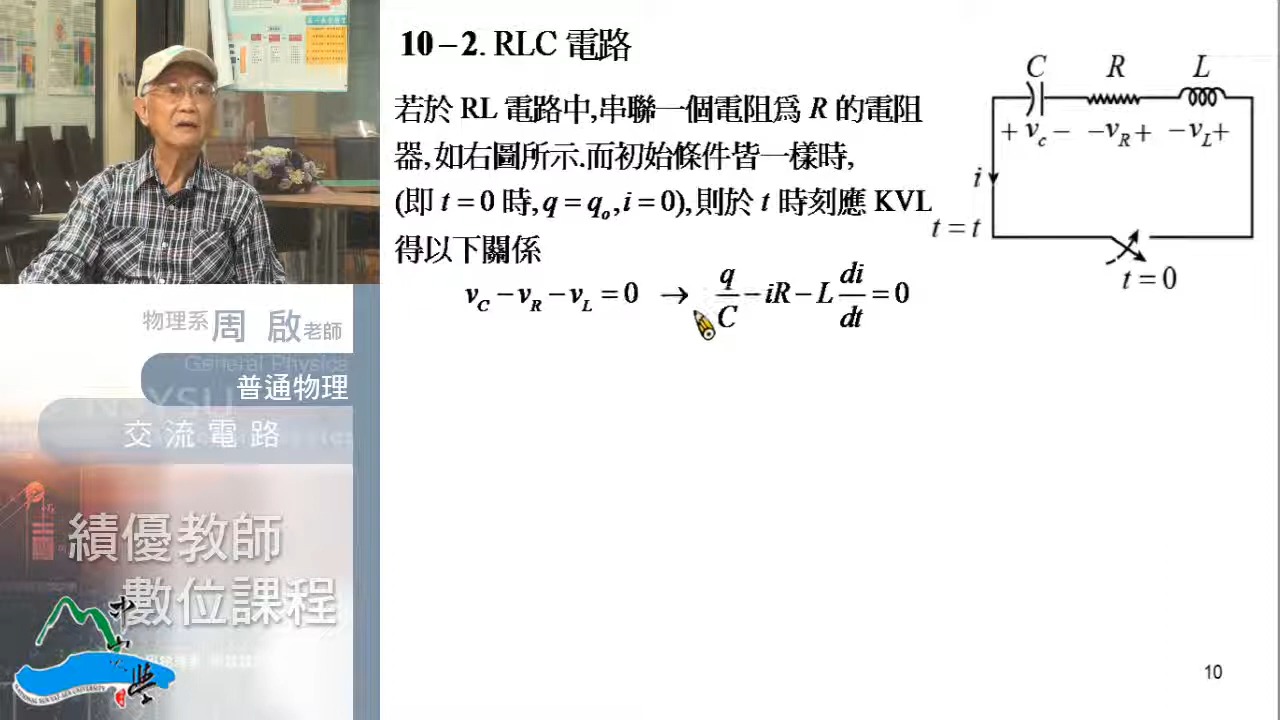 10-2. RLC 電路
若於 RL 電路中,串聯一個電阻為 R 的電阻
器,如右圖所示.而初始條件皆一樣時,
(即 t = 0 時, q = qₒ, i = 0), 則於 t 時刻應 KVL
得以下關係
v_C − v_R − v_L = 0 → q/C − iR − L di/dt = 0
C R L
+ v_c − − v_R + − v_L +
i
t = t
t = 0
物理系 周 啟 老師
General Physics
普通物理
NSYSU
交流電路
績優教師
數位課程
10